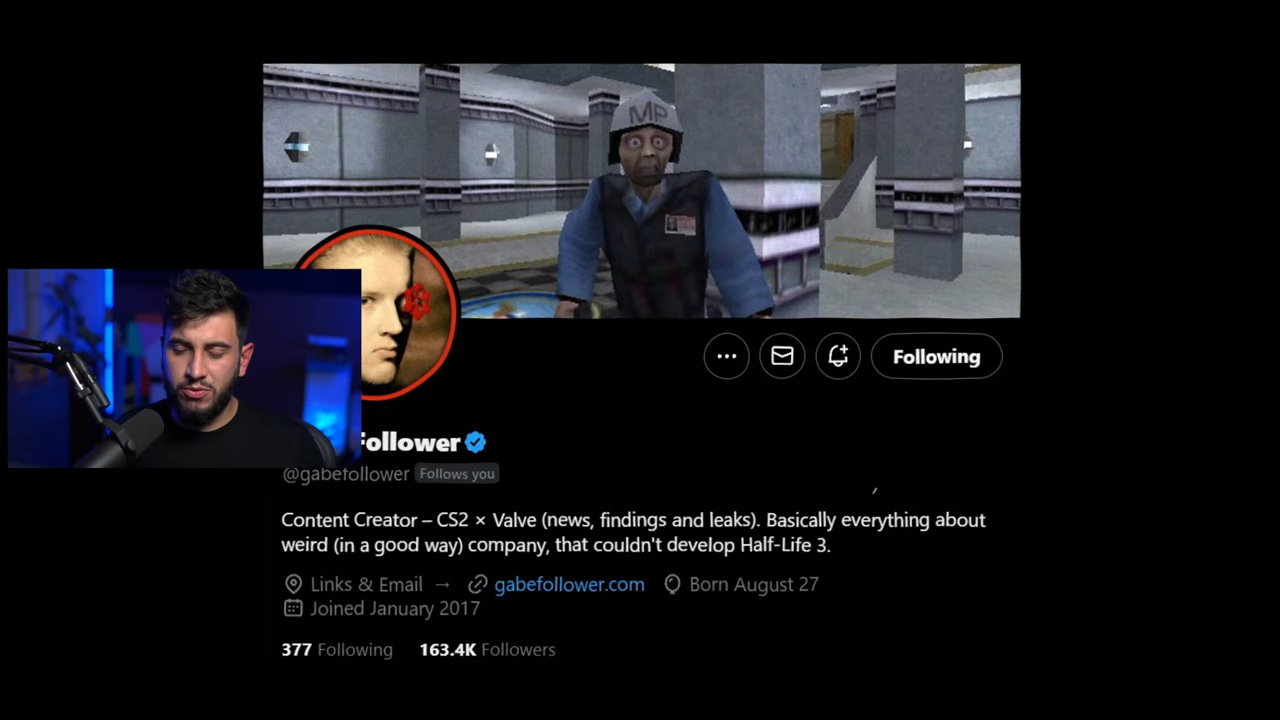 MP
Following
Follower
@gabefollower Follows you
Content Creator – CS2 × Valve (news, findings and leaks). Basically everything about
weird (in a good way) company, that couldn't develop Half-Life 3.
Links & Email → gabefollower.com Born August 27
Joined January 2017
377 Following 163.4K Followers